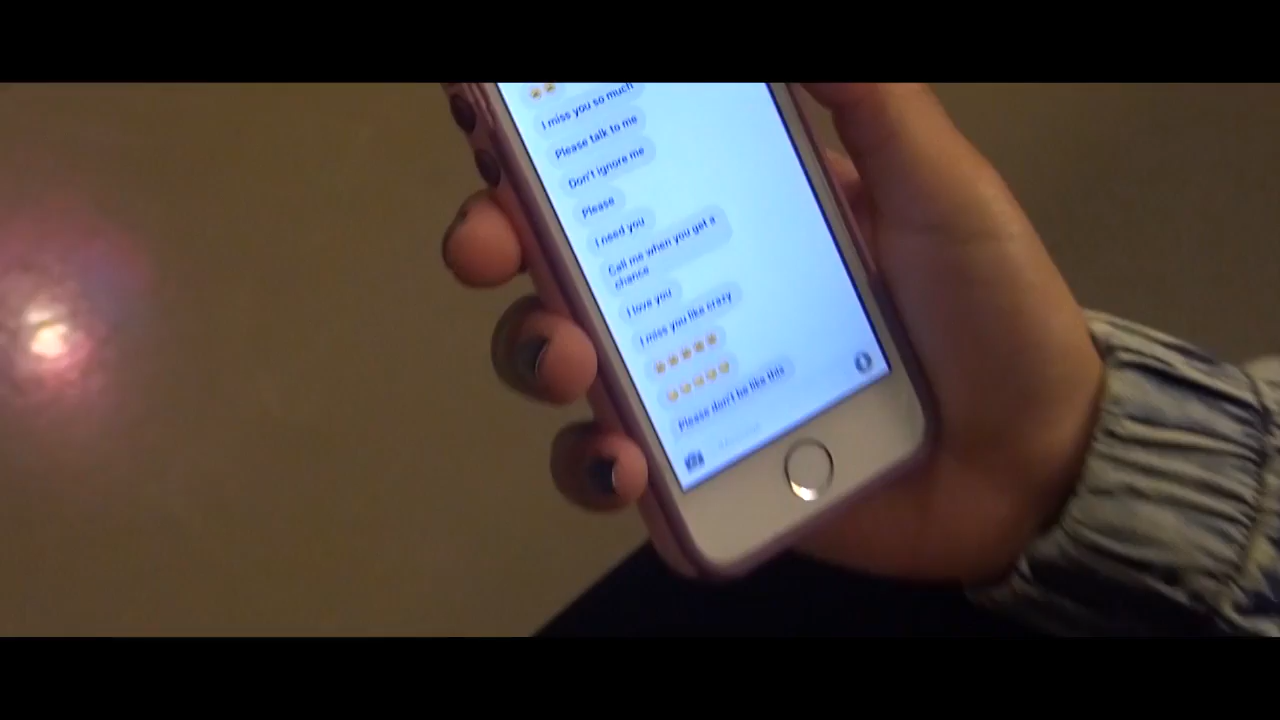 I miss you so much
Please talk to me
Don't ignore me
Please
I need you
Call me when you get a
chance
I love you
I miss you like crazy
Please don't be like this